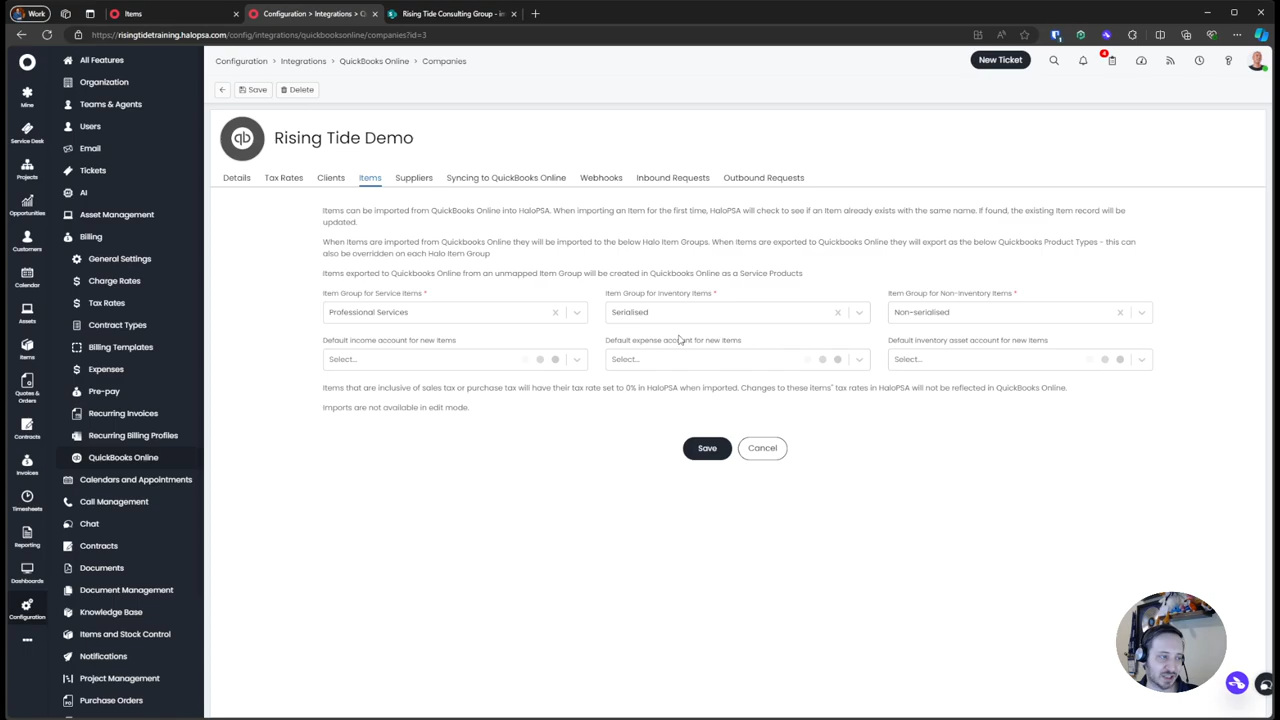 Work
Items
Configuration > Integrations > Q
Rising Tide Consulting Group - in
https://risingtidetraining.halopsa.com/config/integrations/quickbooksonline/companies?id=3
Mine
Service Desk
Projects
Opportunities
Customers
Calendar
Assets
Items
Quotes & Orders
Contracts
Invoices
Timesheets
Reporting
Dashboards
Configuration
All Features
Organization
Teams & Agents
Users
Email
Tickets
AI
Asset Management
Billing
General Settings
Charge Rates
Tax Rates
Contract Types
Billing Templates
Expenses
Pre-pay
Recurring Invoices
Recurring Billing Profiles
QuickBooks Online
Calendars and Appointments
Call Management
Chat
Contracts
Documents
Document Management
Knowledge Base
Items and Stock Control
Notifications
Project Management
Purchase Orders
Configuration > Integrations > QuickBooks Online > Companies
New Ticket
4
Save
Delete
qb
Rising Tide Demo
Details Tax Rates Clients Items Suppliers Syncing to QuickBooks Online Webhooks Inbound Requests Outbound Requests
Items can be imported from QuickBooks Online into HaloPSA. When importing an Item for the first time, HaloPSA will check to see if an Item already exists with the same name. If found, the existing Item record will be
updated.
When Items are imported from Quickbooks Online they will be imported to the below Halo Item Groups. When Items are exported to Quickbooks Online they will export as the below Quickbooks Product Types - this can
also be overridden on each Halo Item Group
Items exported to Quickbooks Online from an unmapped Item Group will be created in Quickbooks Online as a Service Products
Item Group for Service Items * Item Group for Inventory Items * Item Group for Non-Inventory Items *
Professional Services Serialised Non-serialised
Default income account for new items Default expense account for new items Default inventory asset account for new items
Select... Select... Select...
Items that are inclusive of sales tax or purchase tax will have their tax rate set to 0% in HaloPSA when imported. Changes to these items" tax rates in HaloPSA will not be reflected in QuickBooks Online.
Imports are not available in edit mode.
Save Cancel